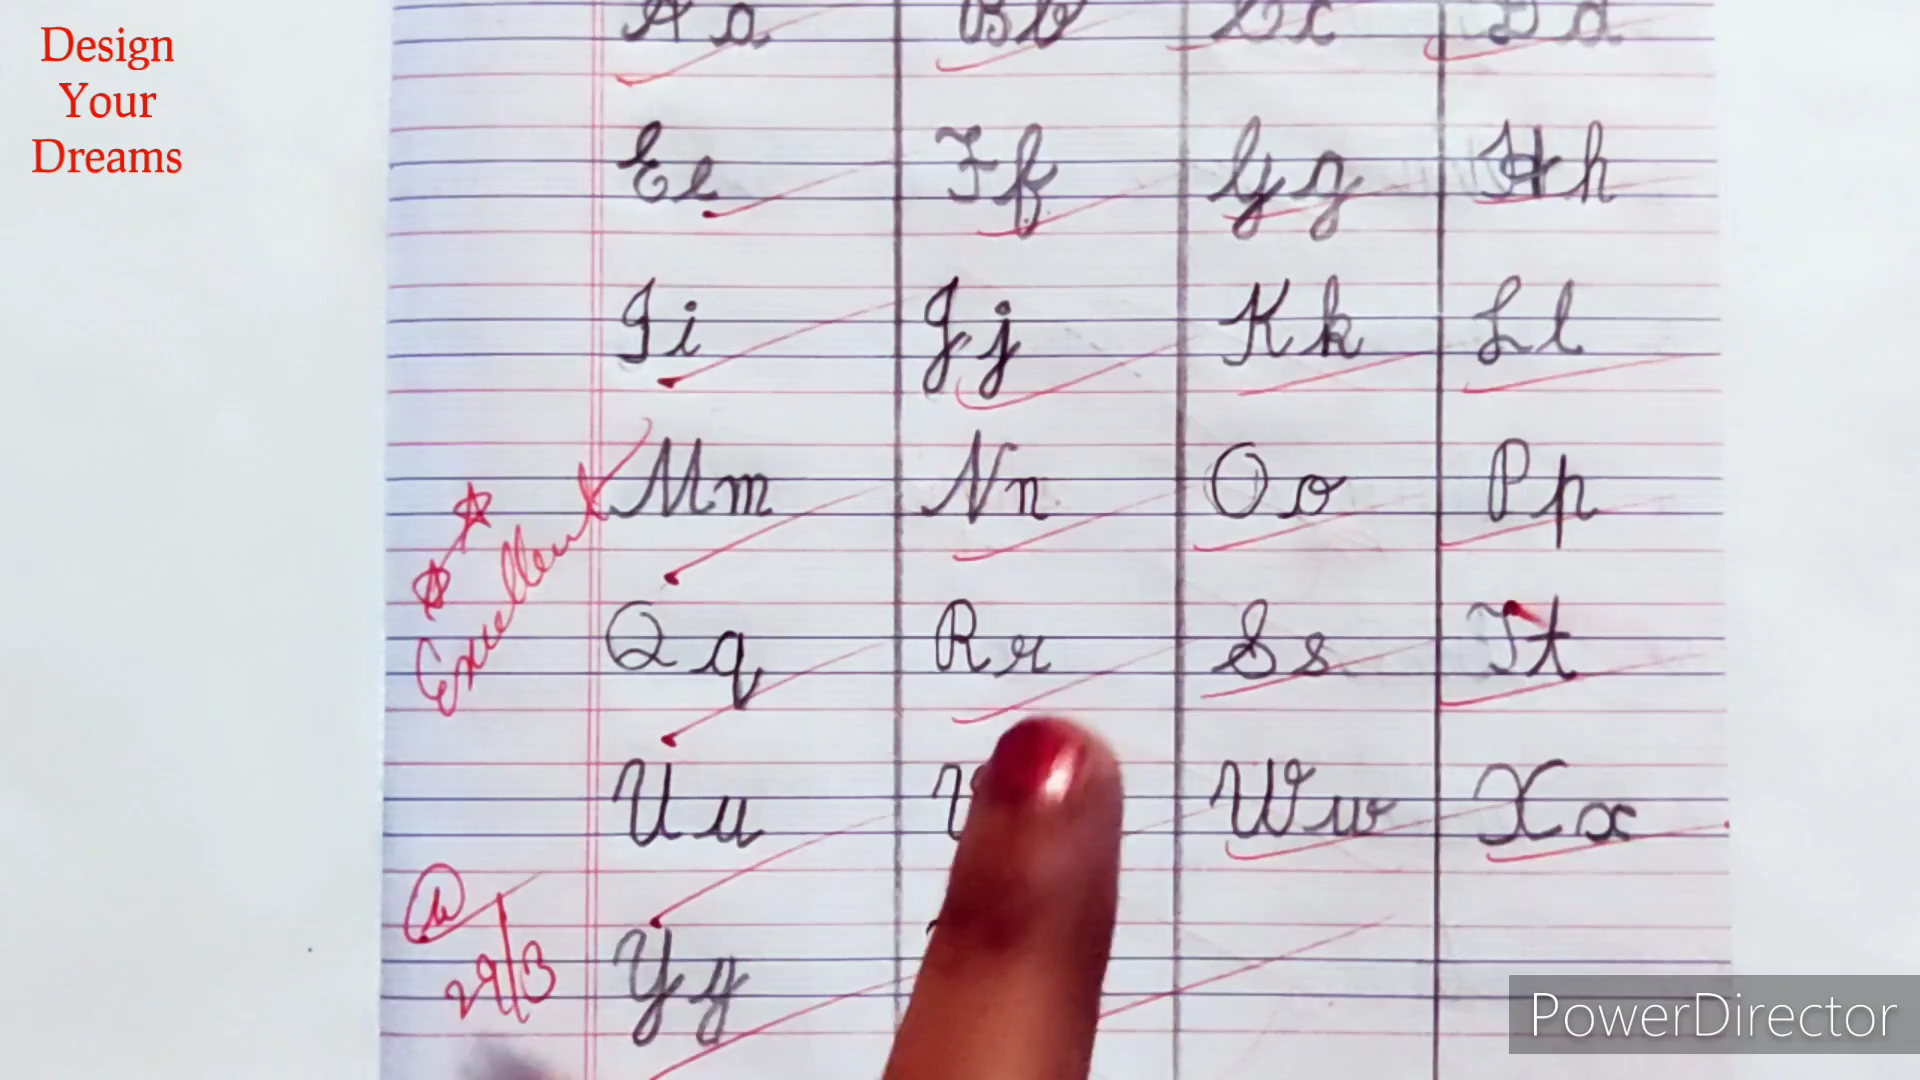 Design
Your
Dreams
Aa Bb Cc Dd
Ee Ff Gg Hh
Ii Jj Kk Ll
Mm Nn Oo Pp
Qq Rr Ss Tt
Uu V Ww Xx
Yy
Excellent
29/3
PowerDirector